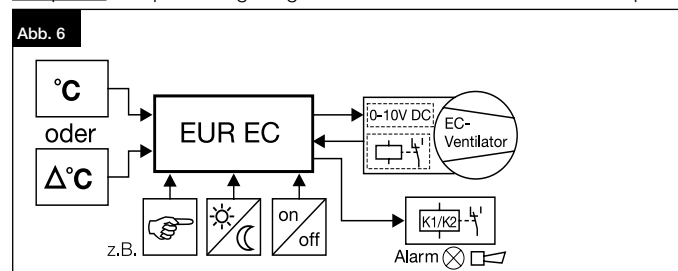 Abb. 6
°C
oder
Δ°C
EUR EC
0-10V DC
EC-
Ventilator
z.B.
on
off
K1/K2
Alarm